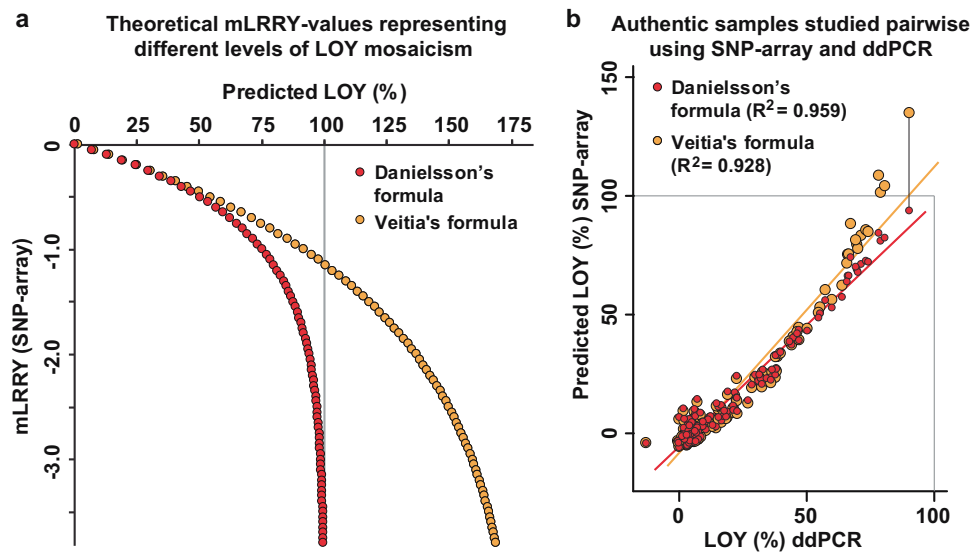 a
Theoretical mLRRY-values representing
different levels of LOY mosaicism
Predicted LOY (%)
0 25 50 75 100 125 150 175
0
-1.0
-2.0
-3.0
mLRRY (SNP-array)
Danielsson's
formula
Veitia's formula
b
Authentic samples studied pairwise
using SNP-array and ddPCR
150
100
50
0
Predicted LOY (%) SNP-array
Danielsson's
formula (R2= 0.959)
Veitia's formula
(R2= 0.928)
0 50 100
LOY (%) ddPCR